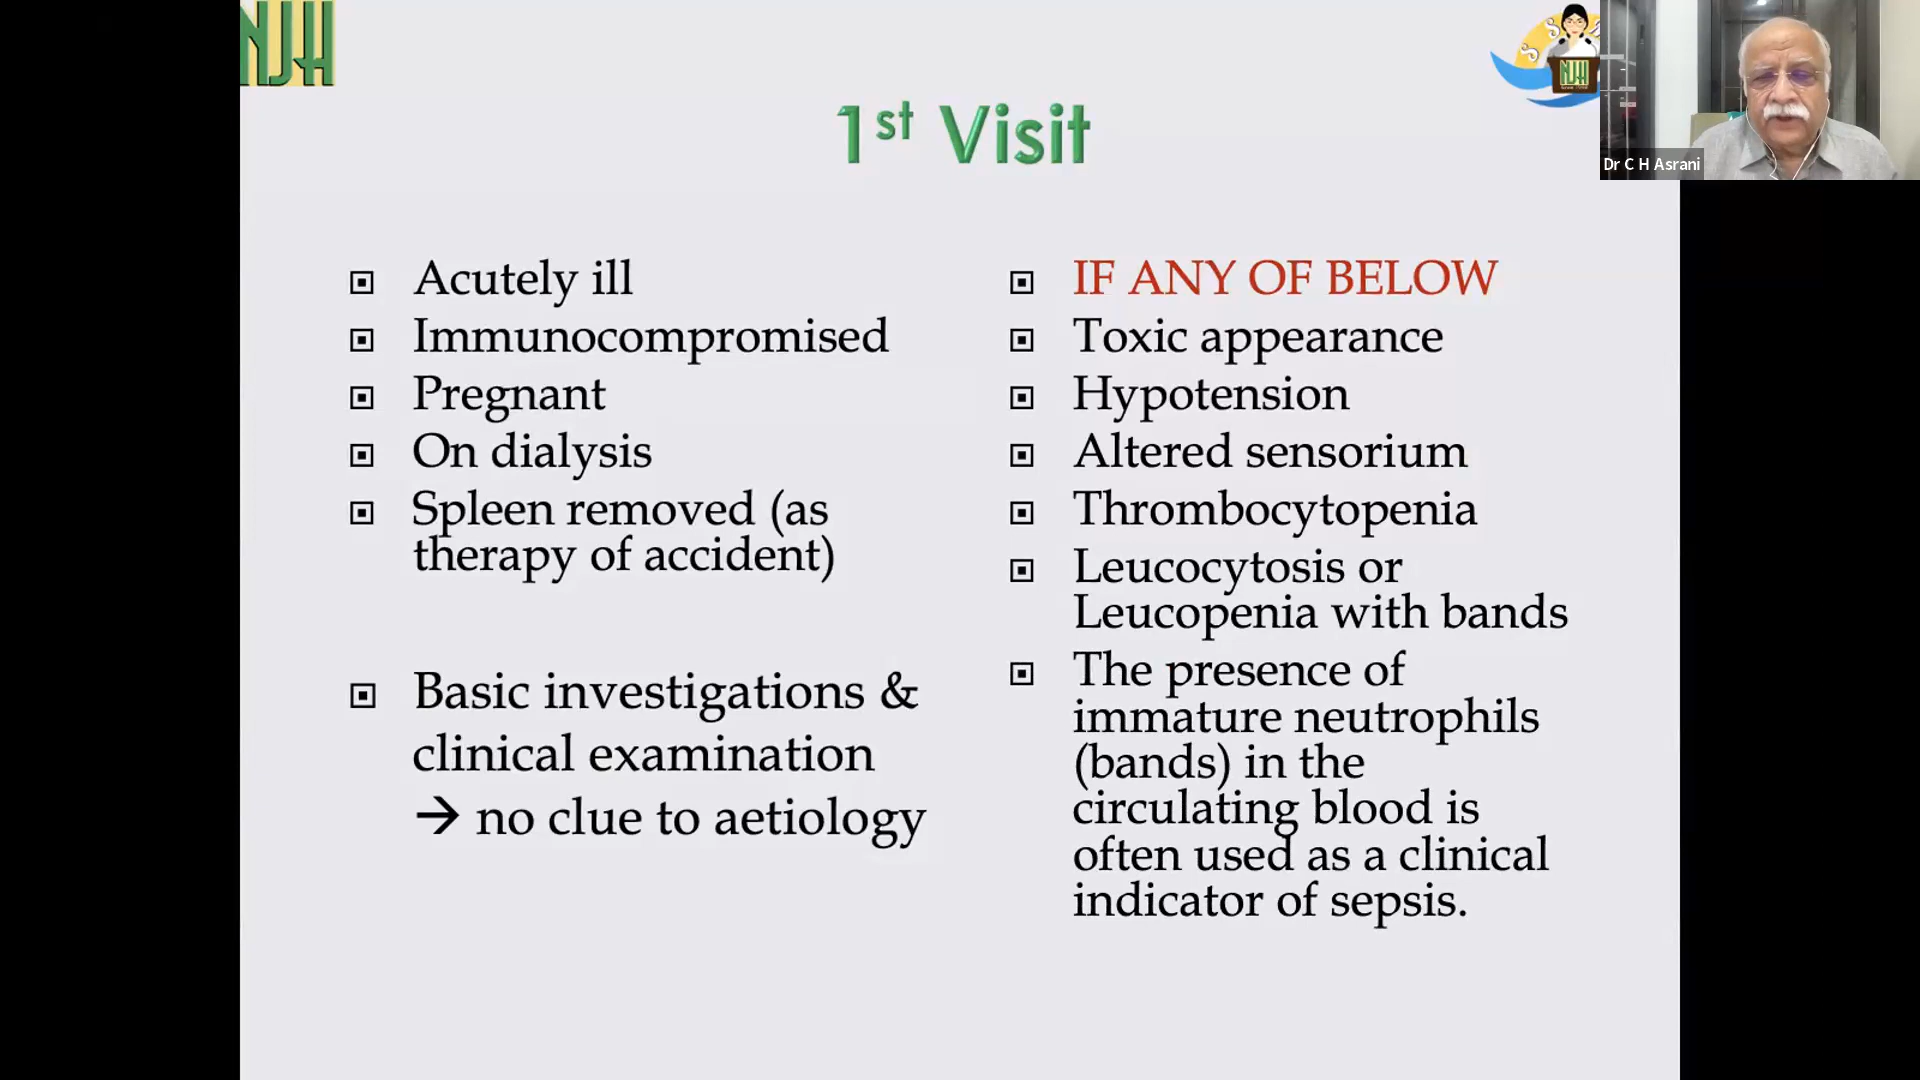 NJH
NJH
Dr C H Asrani
1st Visit
Acutely ill
Immunocompromised
Pregnant
On dialysis
Spleen removed (as
therapy of accident)
Basic investigations &
clinical examination
→ no clue to aetiology
IF ANY OF BELOW
Toxic appearance
Hypotension
Altered sensorium
Thrombocytopenia
Leucocytosis or
Leucopenia with bands
The presence of
immature neutrophils
(bands) in the
circulating blood is
often used as a clinical
indicator of sepsis.